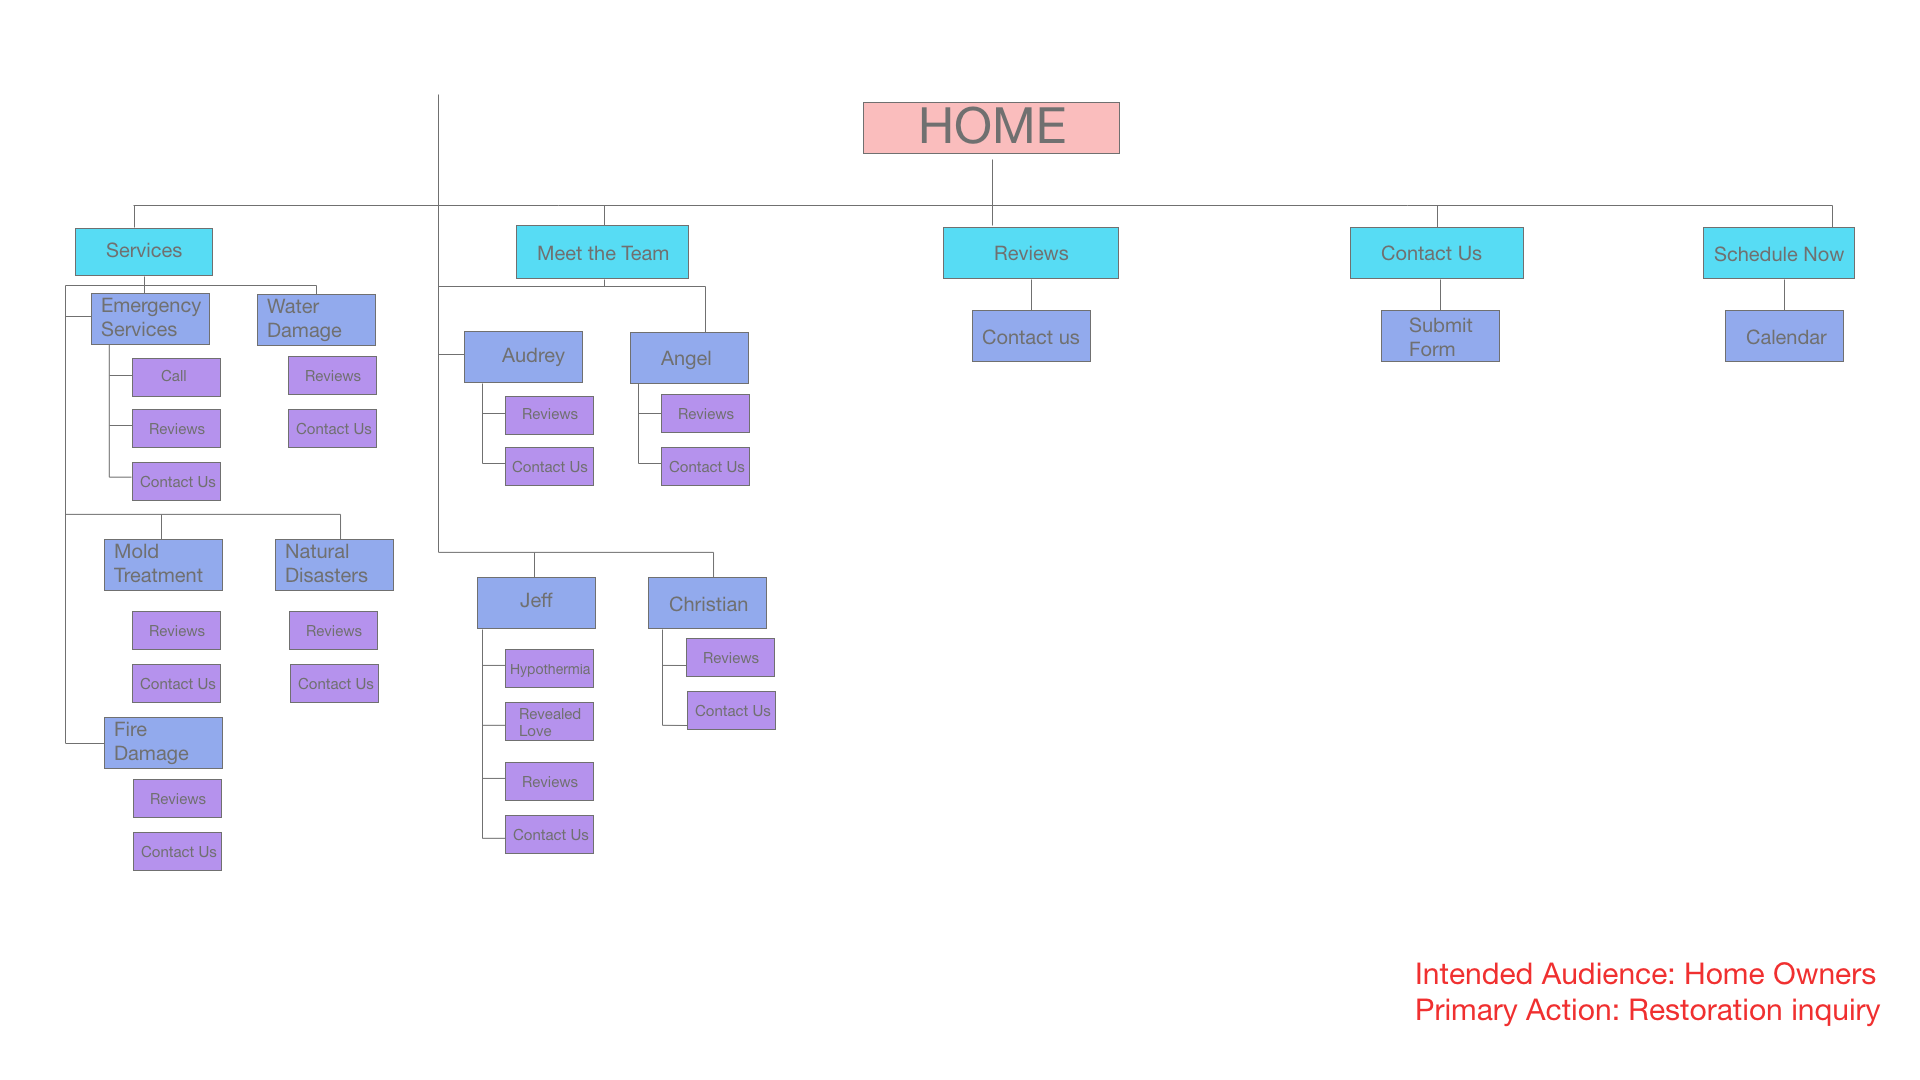 HOME
Services
Meet the Team
Reviews
Contact Us
Schedule Now
Emergency
Services
Water
Damage
Call
Reviews
Contact Us
Reviews
Contact Us
Mold
Treatment
Natural
Disasters
Reviews
Contact Us
Reviews
Contact Us
Fire
Damage
Reviews
Contact Us
Audrey
Angel
Reviews
Contact Us
Reviews
Contact Us
Jeff
Christian
Hypothermia
Revealed
Love
Reviews
Contact Us
Reviews
Contact Us
Contact us
Submit
Form
Calendar
Intended Audience: Home Owners
Primary Action: Restoration inquiry